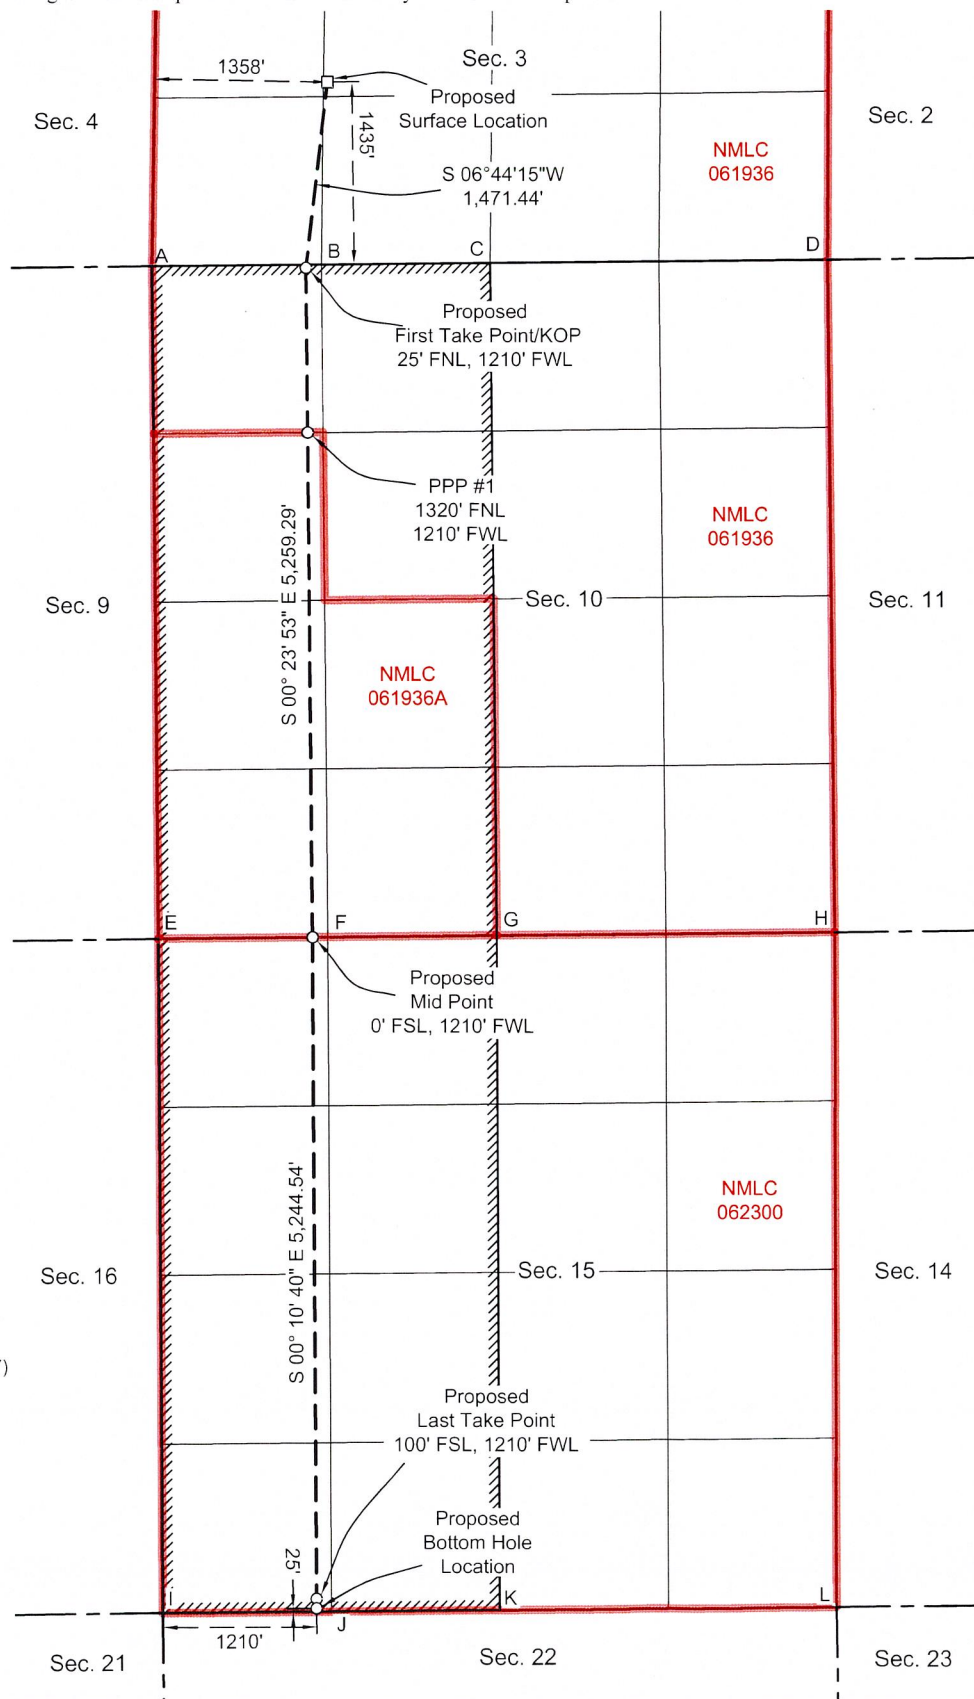 Sec. 3
1358'
Proposed
Surface Location
Sec. 4
Sec. 2
1435'
NMLC
061936
S 06°44'15"W
1,471.44'
A
B
C
D
Proposed
First Take Point/KOP
25' FNL, 1210' FWL
PPP #1
1320' FNL
1210' FWL
NMLC
061936
S 00° 23' 53" E 5,259.29'
Sec. 9
Sec. 10
Sec. 11
NMLC
061936A
E
F
G
H
Proposed
Mid Point
0' FSL, 1210' FWL
S 00° 10' 40" E 5,244.54'
NMLC
062300
Sec. 16
Sec. 15
Sec. 14
Proposed
Last Take Point
100' FSL, 1210' FWL
Proposed
Bottom Hole
Location
25'
I
J
K
L
1210'
Sec. 21
Sec. 22
Sec. 23